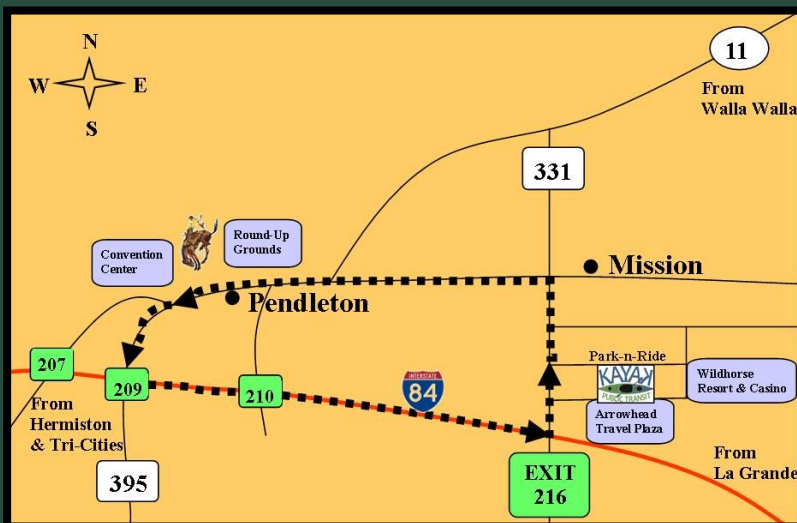 N
W
E
S
11
From
Walla Walla
331
Round-Up
Grounds
Convention
Center
Mission
Pendleton
207
209
210
INTERSTATE
84
Park-n-Ride
KAYAK
PUBLIC TRANSIT
Wildhorse
Resort & Casino
Arrowhead
Travel Plaza
From
Hermiston
& Tri-Cities
395
EXIT
216
From
La Grande